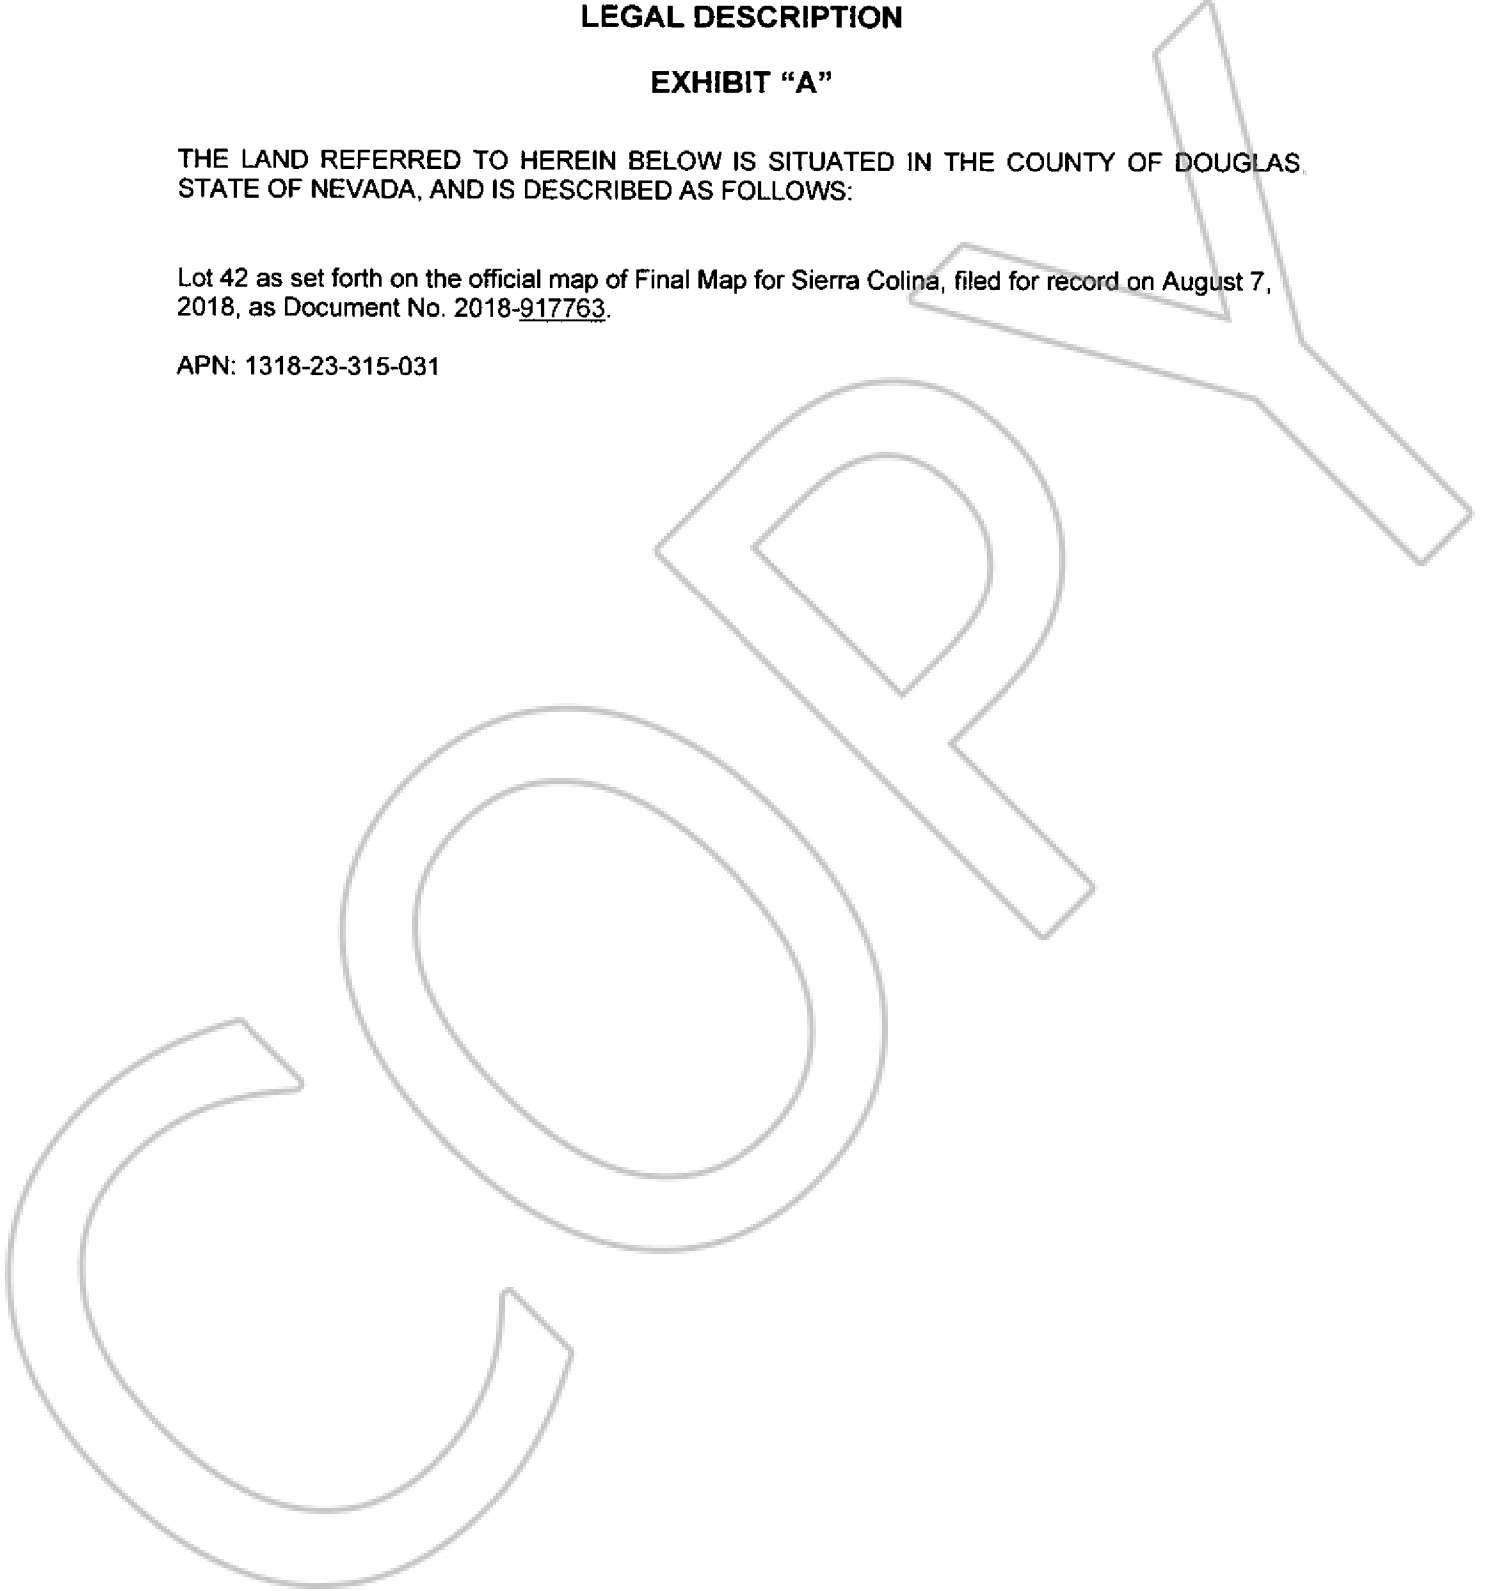 LEGAL DESCRIPTION
EXHIBIT “A”
THE LAND REFERRED TO HEREIN BELOW IS SITUATED IN THE COUNTY OF DOUGLAS,
STATE OF NEVADA, AND IS DESCRIBED AS FOLLOWS:
Lot 42 as set forth on the official map of Final Map for Sierra Colina, filed for record on August 7,
2018, as Document No. 2018-917763.
APN: 1318-23-315-031
COPY